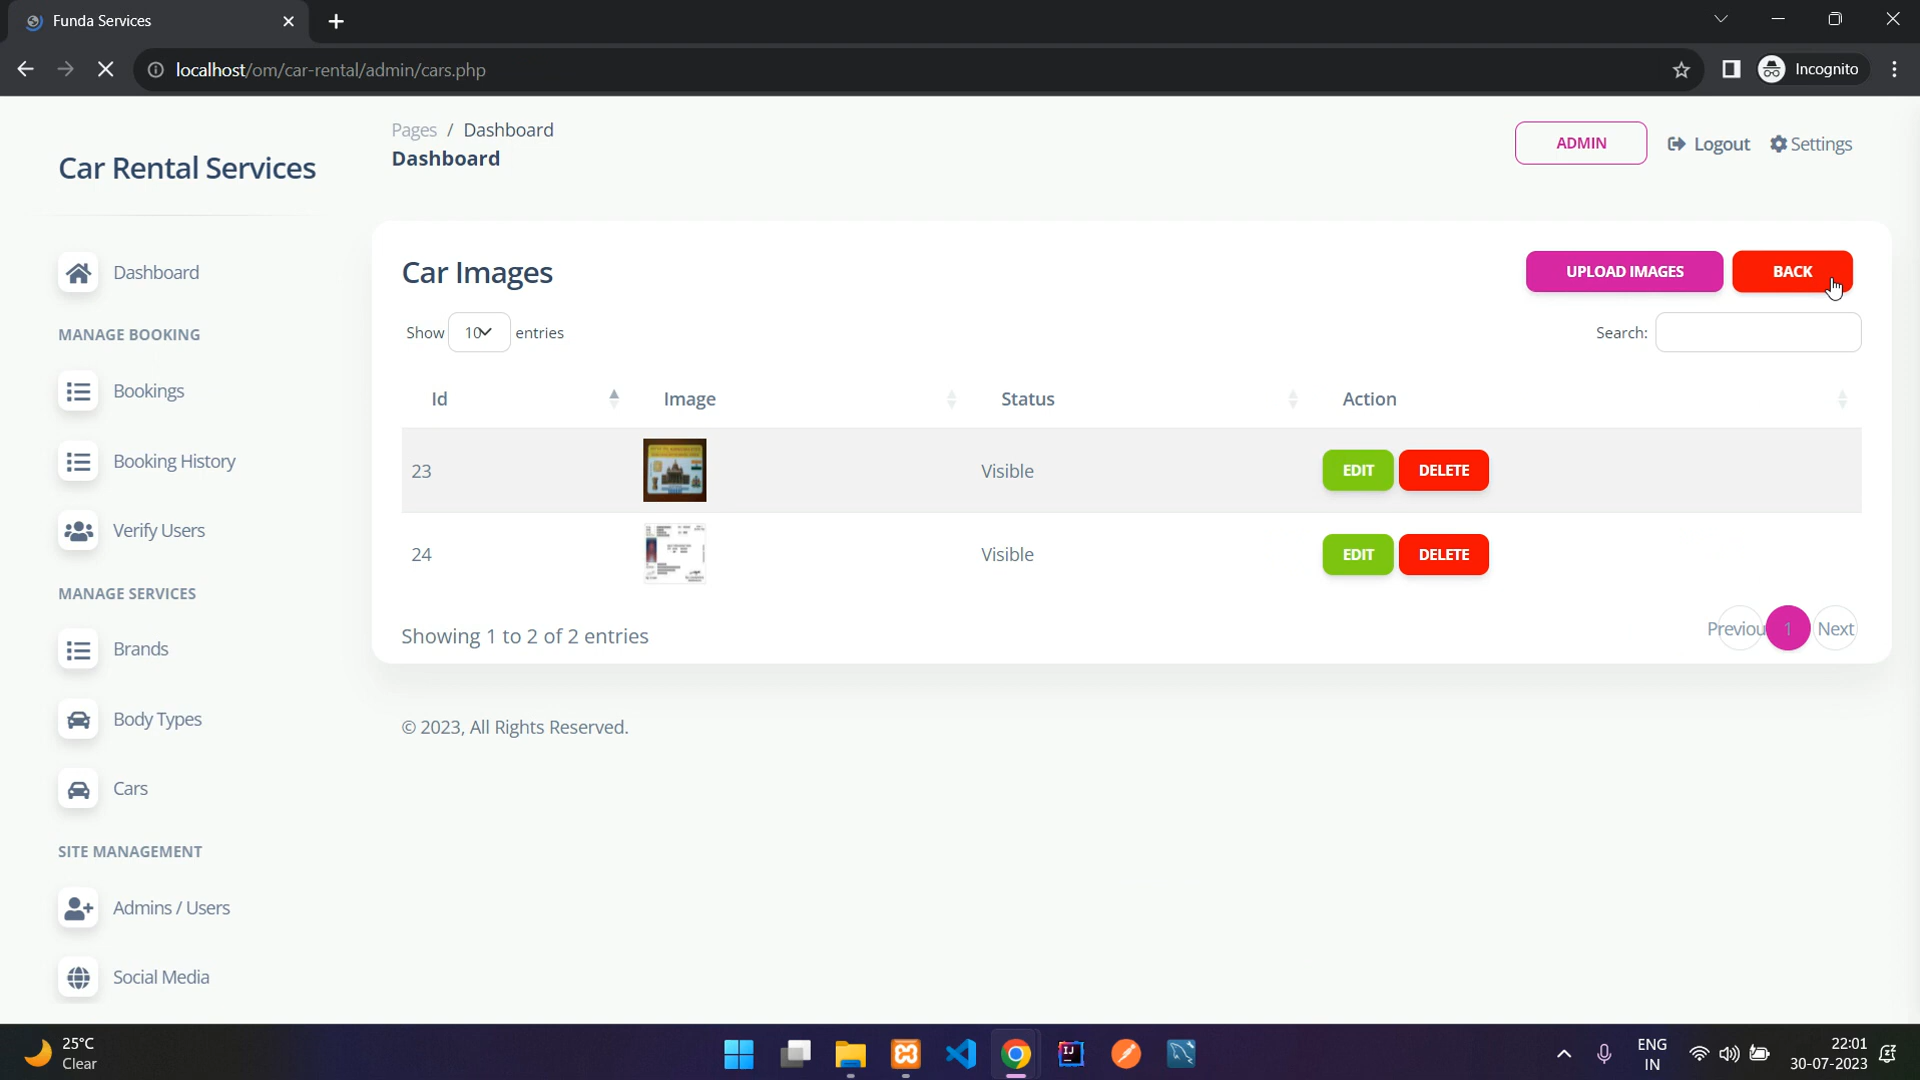 Funda Services
localhost/om/car-rental/admin/cars.php
Incognito
Pages / Dashboard
Dashboard
ADMIN
Logout
Settings
Car Rental Services
Dashboard
MANAGE BOOKING
Bookings
Booking History
Verify Users
MANAGE SERVICES
Brands
Body Types
Cars
SITE MANAGEMENT
Admins / Users
Social Media
Car Images
UPLOAD IMAGES
BACK
Show 10 entries
Search:
Id Image Status Action
23 Visible EDIT DELETE
24 Visible EDIT DELETE
Showing 1 to 2 of 2 entries
Previou 1 Next
© 2023, All Rights Reserved.
25°C
Clear
ENG
IN
22:01
30-07-2023